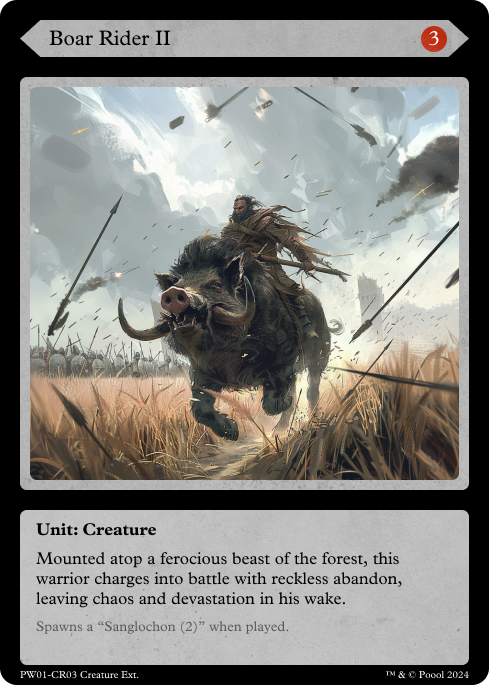 Boar Rider II
3
Unit: Creature
Mounted atop a ferocious beast of the forest, this
warrior charges into battle with reckless abandon,
leaving chaos and devastation in his wake.
Spawns a “Sanglochon (2)” when played.
PW01-CR03 Creature Ext.
™ & © Poool 2024